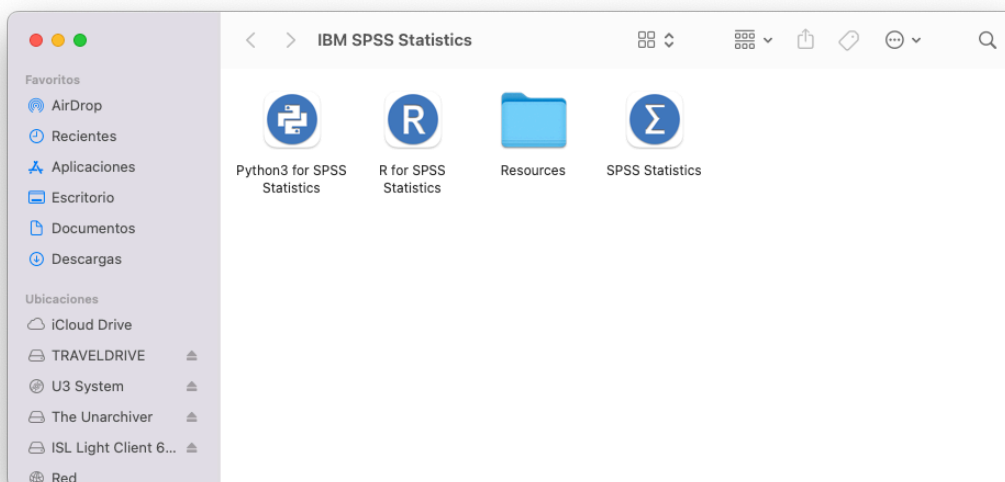 IBM SPSS Statistics
Favoritos
AirDrop
Recientes
Aplicaciones
Escritorio
Documentos
Descargas
Ubicaciones
iCloud Drive
TRAVELDRIVE
U3 System
The Unarchiver
ISL Light Client 6...
Red
Python3 for SPSS
Statistics
R
R for SPSS
Statistics
Resources
Σ
SPSS Statistics